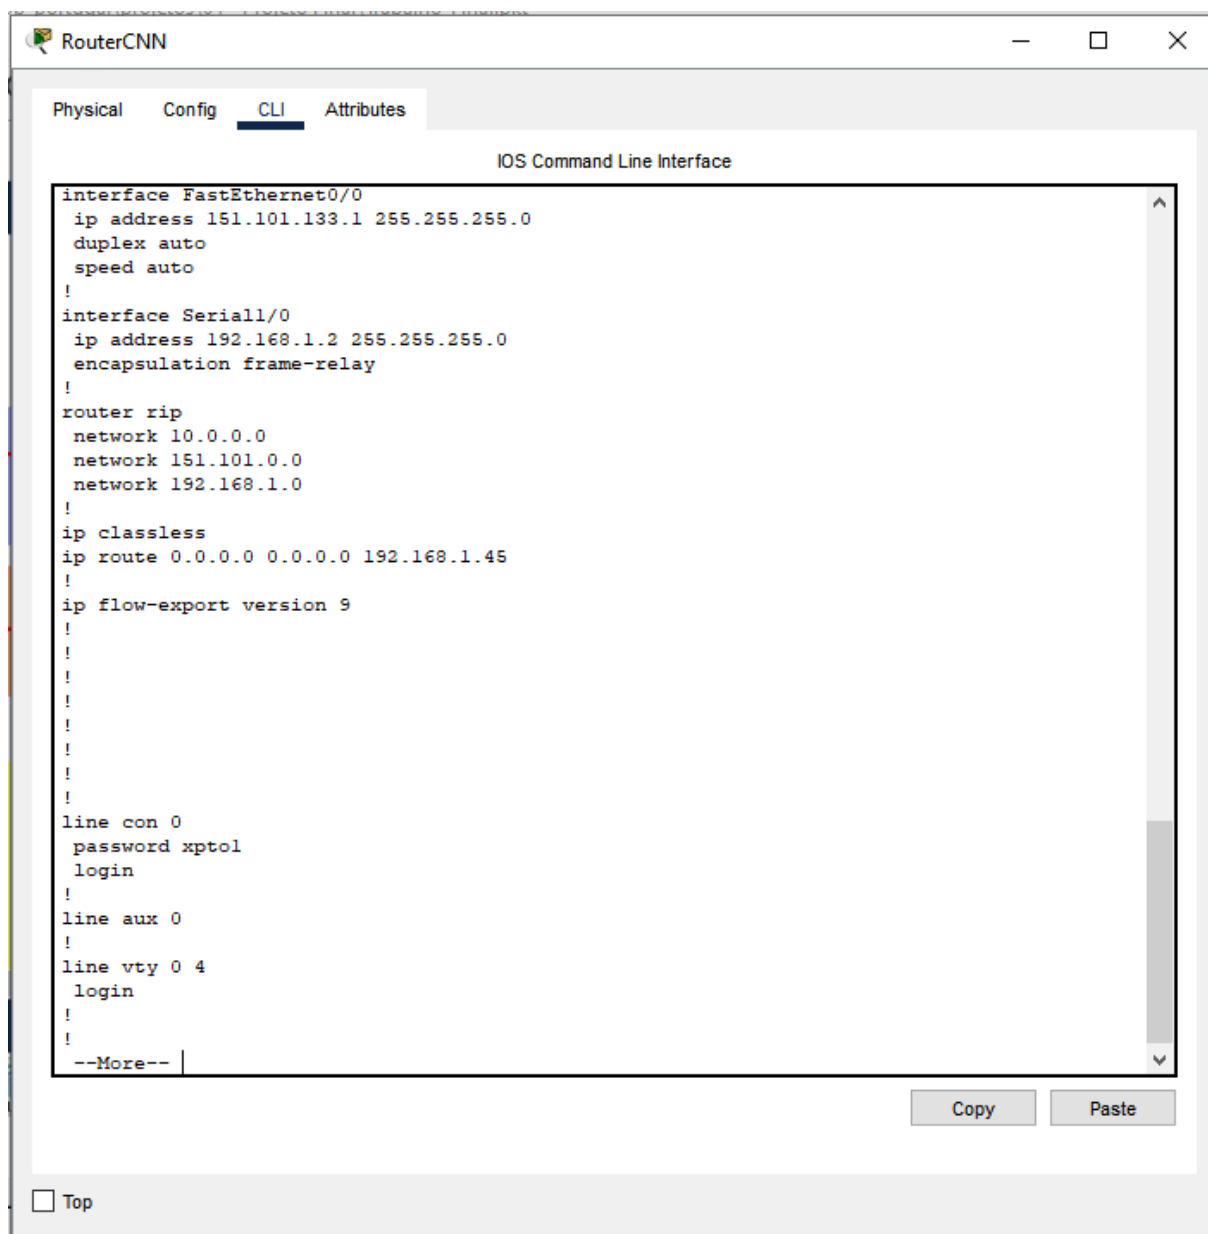 RouterCNN
Physical Config CLI Attributes
IOS Command Line Interface
interface FastEthernet0/0
ip address 151.101.133.1 255.255.255.0
duplex auto
speed auto
!
interface Serial1/0
ip address 192.168.1.2 255.255.255.0
encapsulation frame-relay
!
router rip
network 10.0.0.0
network 151.101.0.0
network 192.168.1.0
!
ip classless
ip route 0.0.0.0 0.0.0.0 192.168.1.45
!
ip flow-export version 9
!
!
!
!
!
!
!
!
line con 0
password xpto1
login
!
line aux 0
!
line vty 0 4
login
!
!
--More--
Copy Paste
Top